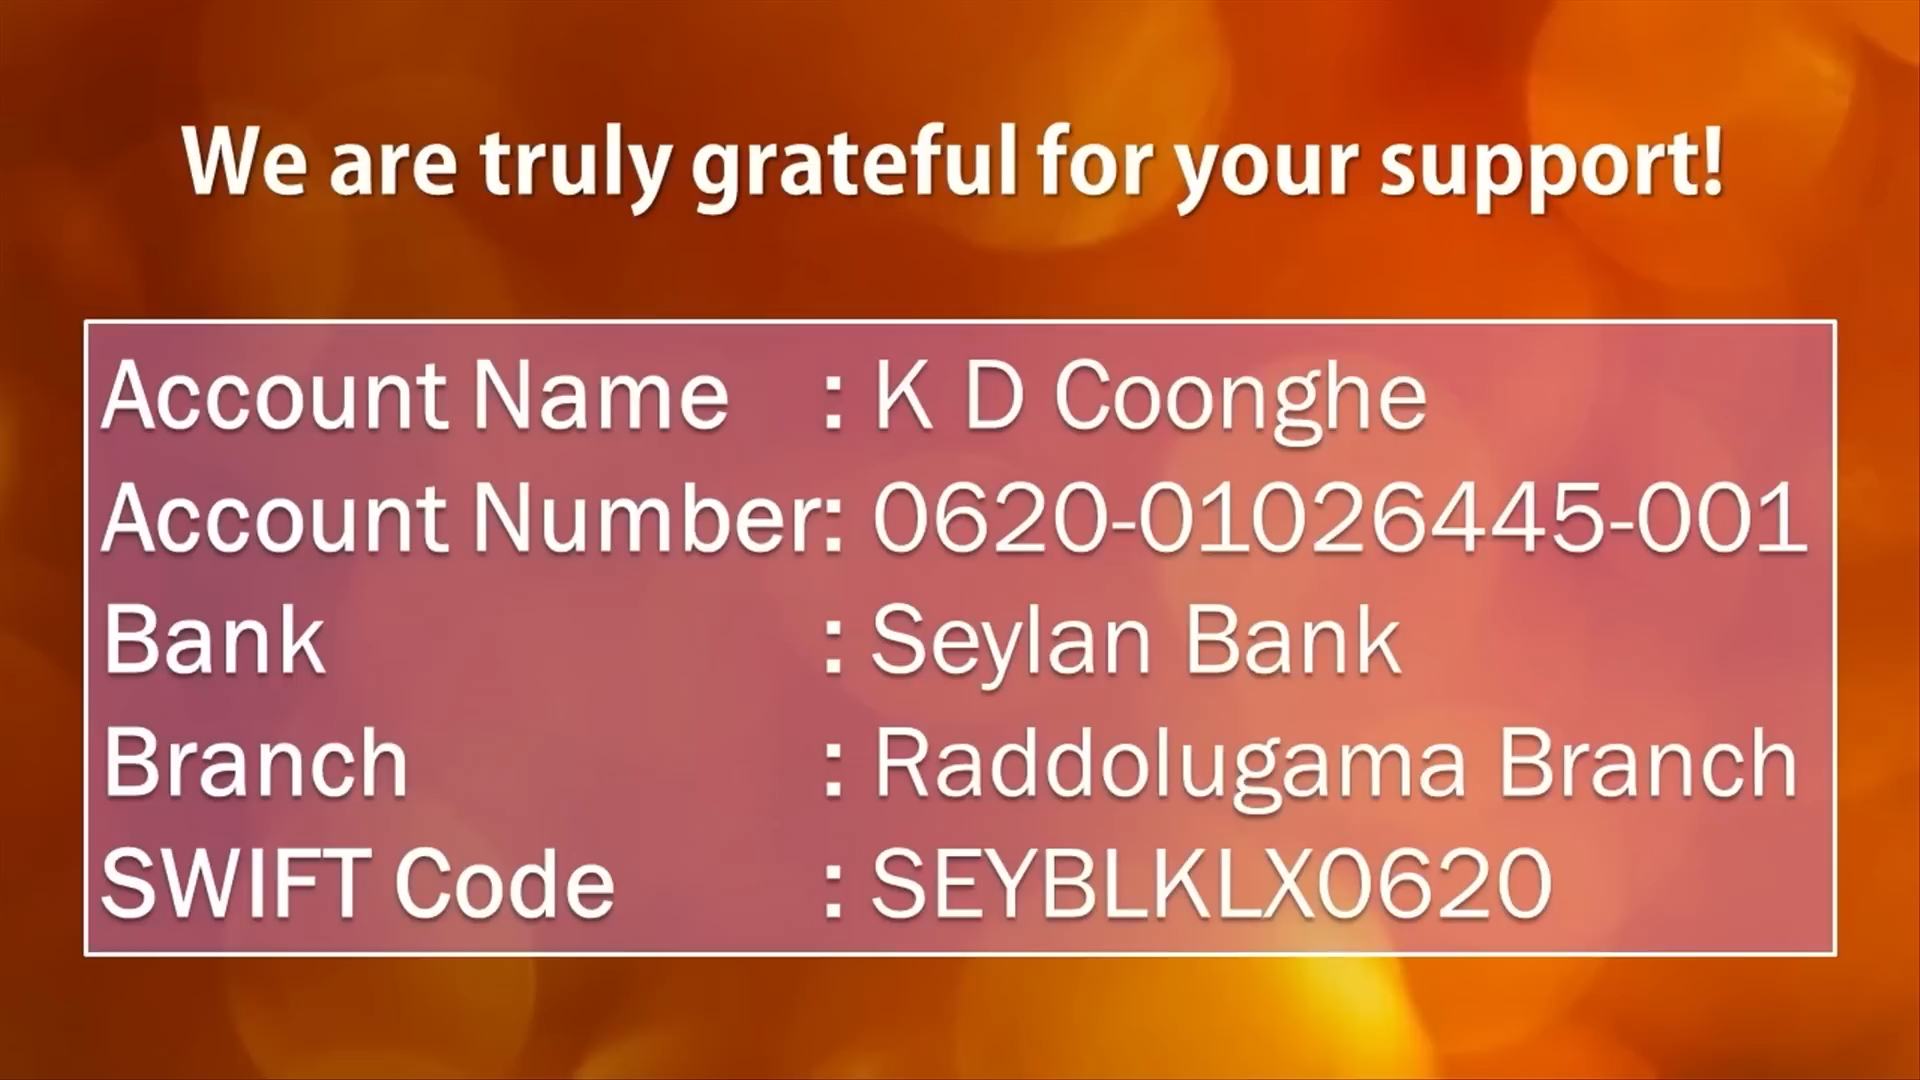 We are truly grateful for your support!
Account Name : K D Coonghe
Account Number: 0620-01026445-001
Bank : Seylan Bank
Branch : Raddolugama Branch
SWIFT Code : SEYBLKLX0620